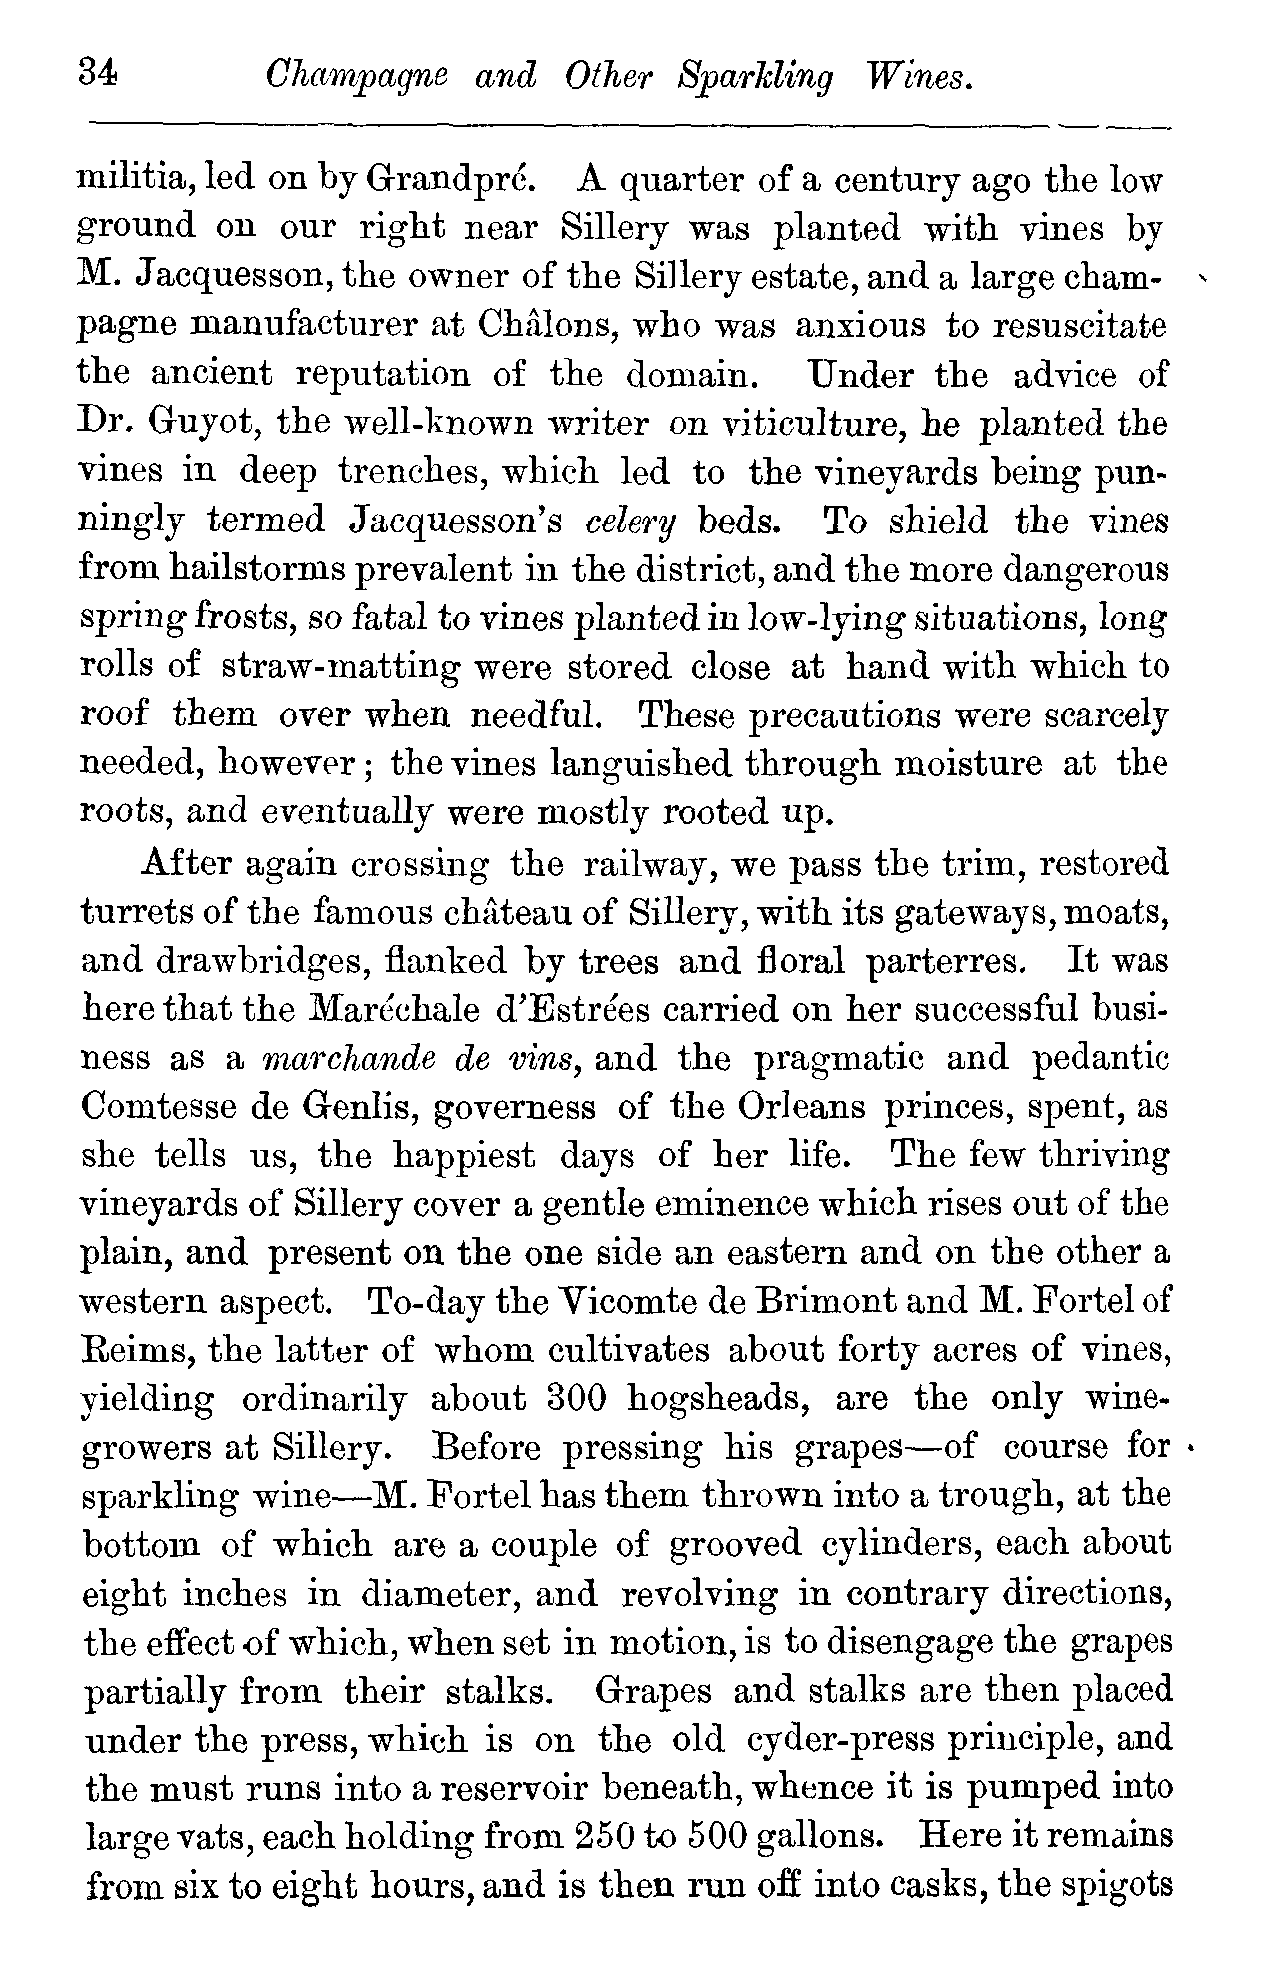 34 Champagne and Other Sparkling Wines.
militia, led on by Grandpré. A quarter of a century ago the low
ground on our right near Sillery was planted with vines by
M. Jacquesson, the owner of the Sillery estate, and a large cham-
pagne manufacturer at Châlons, who was anxious to resuscitate
the ancient reputation of the domain. Under the advice of
Dr. Guyot, the well-known writer on viticulture, he planted the
vines in deep trenches, which led to the vineyards being pun-
ningly termed Jacquesson's celery beds. To shield the vines
from hailstorms prevalent in the district, and the more dangerous
spring frosts, so fatal to vines planted in low-lying situations, long
rolls of straw-matting were stored close at hand with which to
roof them over when needful. These precautions were scarcely
needed, however; the vines languished through moisture at the
roots, and eventually were mostly rooted up.
After again crossing the railway, we pass the trim, restored
turrets of the famous château of Sillery, with its gateways, moats,
and drawbridges, flanked by trees and floral parterres. It was
here that the Maréchale d'Estrées carried on her successful busi-
ness as a marchande de vins, and the pragmatic and pedantic
Comtesse de Genlis, governess of the Orleans princes, spent, as
she tells us, the happiest days of her life. The few thriving
vineyards of Sillery cover a gentle eminence which rises out of the
plain, and present on the one side an eastern and on the other a
western aspect. To-day the Vicomte de Brimont and M. Fortel of
Reims, the latter of whom cultivates about forty acres of vines,
yielding ordinarily about 300 hogsheads, are the only wine-
growers at Sillery. Before pressing his grapes—of course for
sparkling wine—M. Fortel has them thrown into a trough, at the
bottom of which are a couple of grooved cylinders, each about
eight inches in diameter, and revolving in contrary directions,
the effect of which, when set in motion, is to disengage the grapes
partially from their stalks. Grapes and stalks are then placed
under the press, which is on the old cyder-press principle, and
the must runs into a reservoir beneath, whence it is pumped into
large vats, each holding from 250 to 500 gallons. Here it remains
from six to eight hours, and is then run off into casks, the spigots